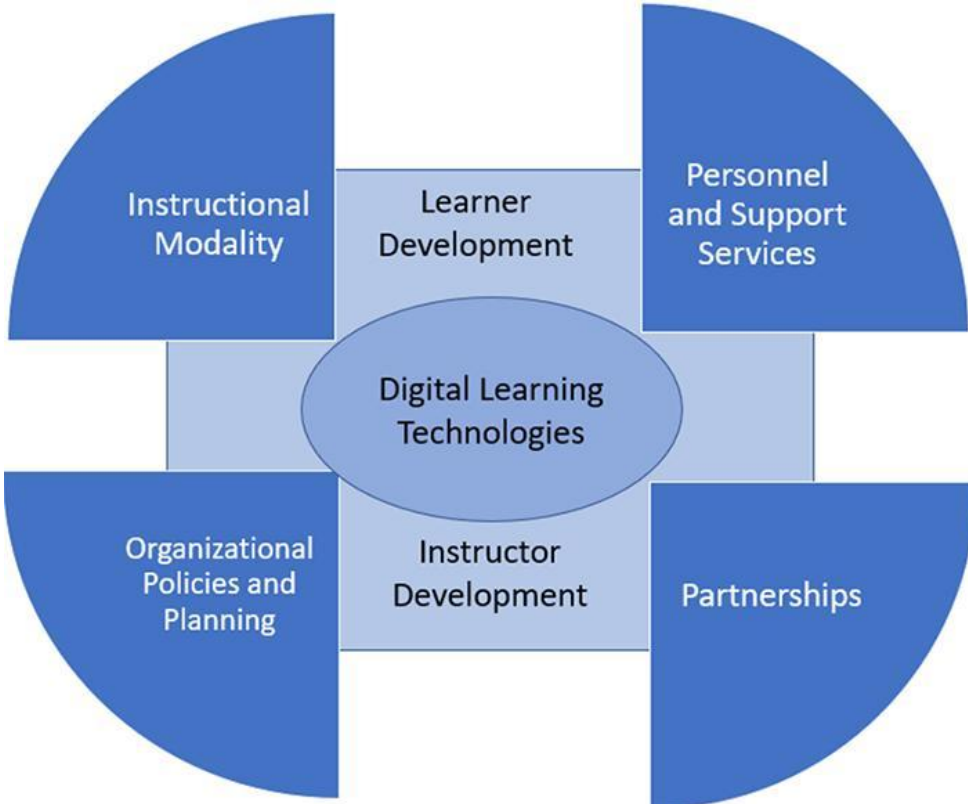 Instructional
Modality
Learner
Development
Personnel
and Support
Services
Digital Learning
Technologies
Organizational
Policies and
Planning
Instructor
Development
Partnerships